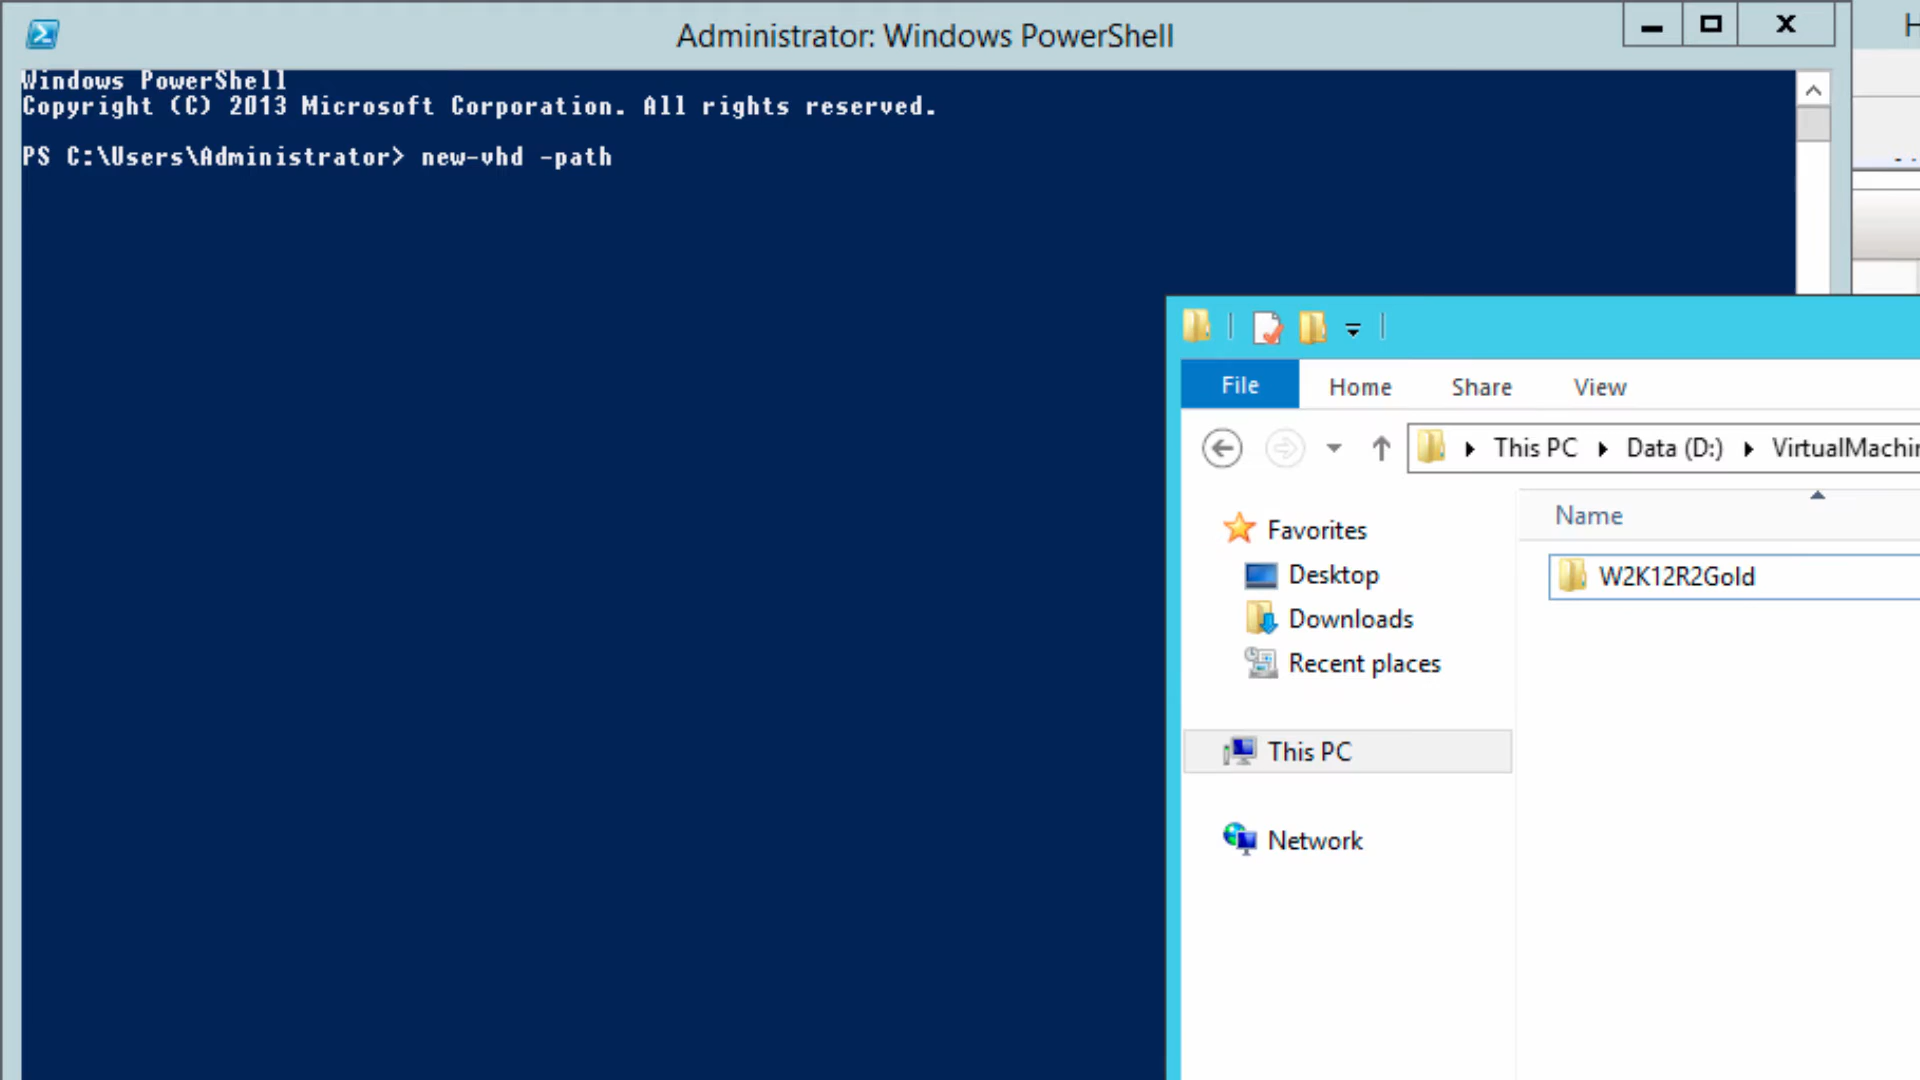 Administrator: Windows PowerShell
H
Windows PowerShell
Copyright (C) 2013 Microsoft Corporation. All rights reserved.
PS C:\Users\Administrator> new-vhd -path
File Home Share View
This PC Data (D:) VirtualMachin
Name
Favorites
W2K12R2Gold
Desktop
Downloads
Recent places
This PC
Network